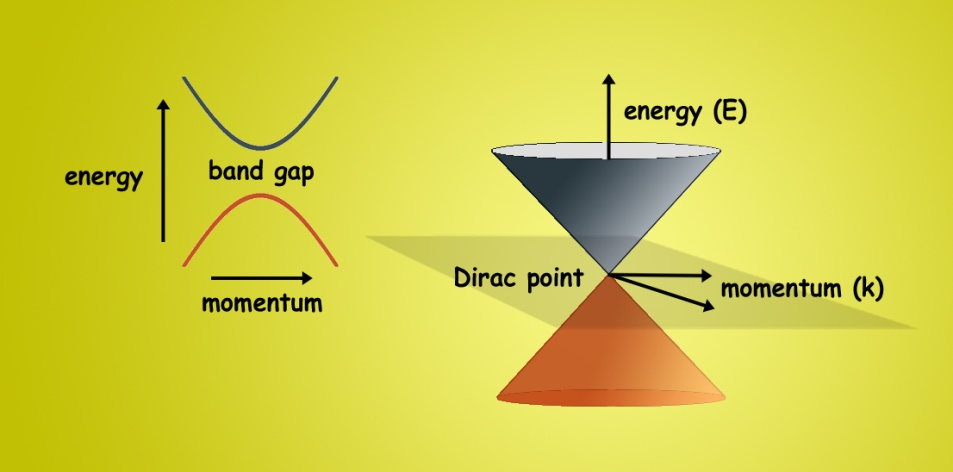 energy
band gap
momentum
energy (E)
Dirac point
momentum (k)